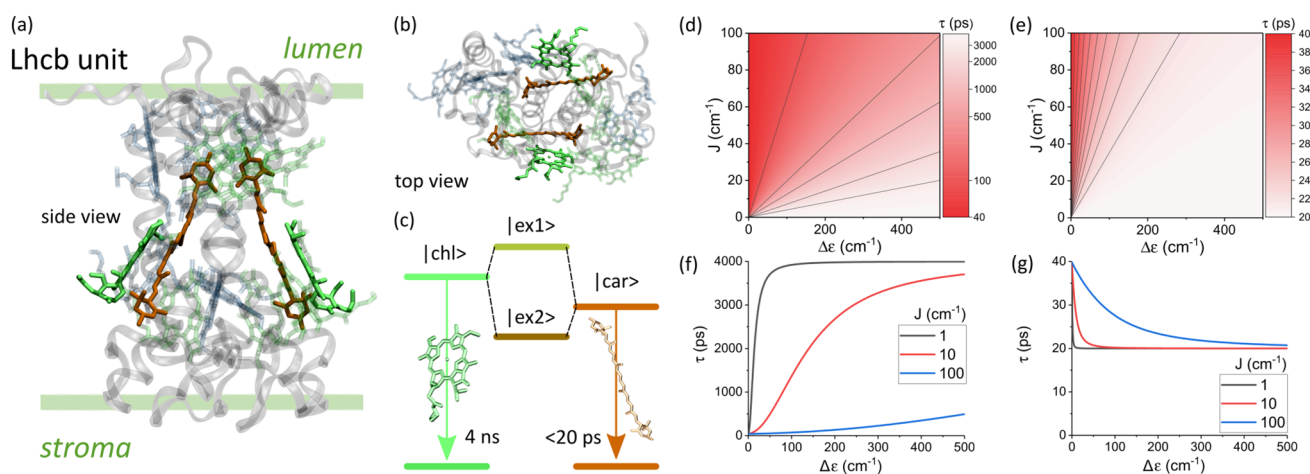 (a)
Lhcb unit
lumen
side view
stroma
(b)
top view
(c)
|chl>
|ex1>
|ex2>
|car>
4 ns
<20 ps
(d)
τ (ps)
100
80
60
40
20
0
J (cm⁻¹)
0 200 400
Δε (cm⁻¹)
3000
2000
1000
500
100
40
(e)
τ (ps)
100
80
60
40
20
0
J (cm⁻¹)
0 200 400
Δε (cm⁻¹)
40
38
36
34
32
30
28
26
24
22
20
(f)
4000
3000
2000
1000
0
τ (ps)
J (cm⁻¹)
1
10
100
0 100 200 300 400 500
Δε (cm⁻¹)
(g)
40
30
20
10
0
τ (ps)
J (cm⁻¹)
1
10
100
0 100 200 300 400 500
Δε (cm⁻¹)